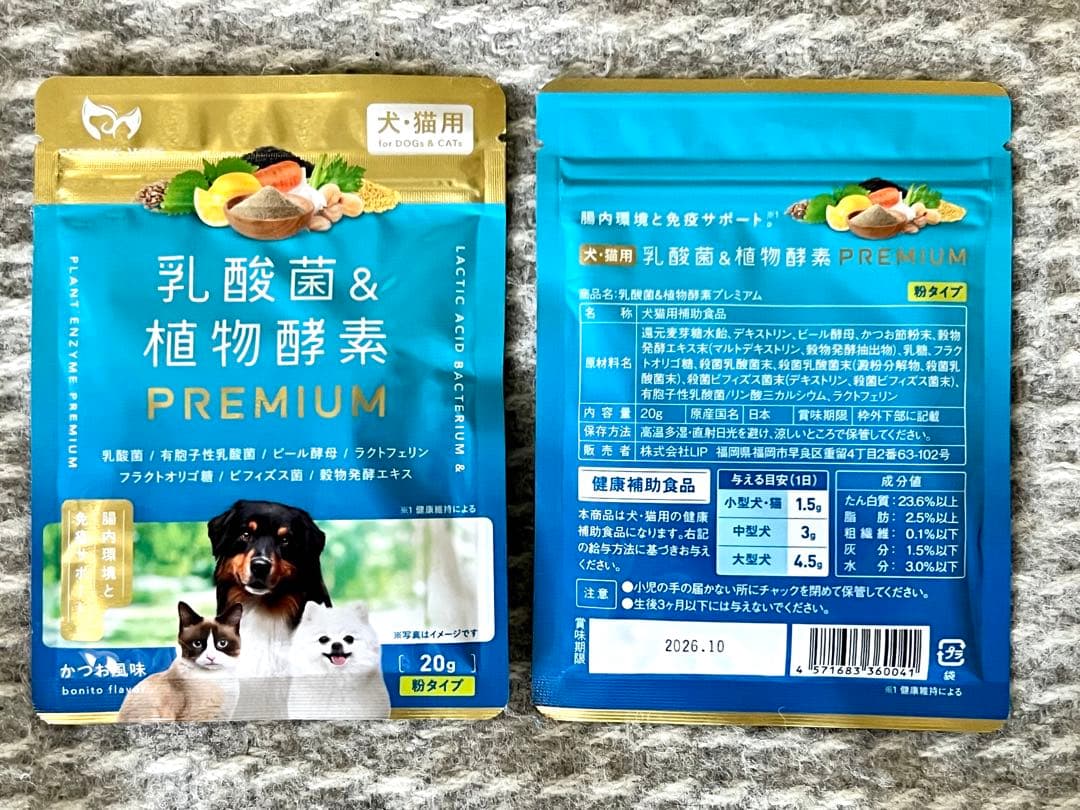 犬・猫用
for DOGs & CATs
乳酸菌&
植物酵素
PREMIUM
PLANT ENZYME PREMIUM
LACTIC ACID BACTERIUM &
乳酸菌 / 有胞子性乳酸菌 / ビール酵母 / ラクトフェリン
フラクトオリゴ糖 / ビフィズス菌 / 穀物発酵エキス
※1 健康維持による
腸内環境と
※写真はイメージです
かつお風味
bonito flavor
20g
粉タイプ
腸内環境と免疫サポート※1。
犬・猫用 乳酸菌&植物酵素 PREMIUM
商品名:乳酸菌&植物酵素プレミアム
粉タイプ
名 称 犬猫用補助食品
原材料名 還元麦芽糖水飴、デキストリン、ビール酵母、かつお節粉末、穀物
発酵エキス末(マルトデキストリン、穀物発酵抽出物)、乳糖、フラク
トオリゴ糖、殺菌乳酸菌末、殺菌乳酸菌末(澱粉分解物、殺菌乳
酸菌末)、殺菌ビフィズス菌末(デキストリン、殺菌ビフィズス菌末)、
有胞子性乳酸菌/リン酸三カルシウム、ラクトフェリン
内 容 量 20g 原産国名 日本 賞味期限 枠外下部に記載
保存方法 高温多湿・直射日光を避け、涼しいところで保管してください。
販 売 者 株式会社LIP 福岡県福岡市早良区重留4丁目2番63-102号
健康補助食品
本商品は犬・猫用の健康
補助食品になります。右記
の給与方法に基づきお与え
ください。
与える目安(1日)
小型犬・猫 1.5g
中型犬 3g
大型犬 4.5g
成分値
たん白質:23.6%以上
脂 肪: 2.5%以上
粗 繊 維: 0.1%以下
灰 分: 1.5%以下
水 分: 3.0%以下
注意
●小児の手の届かない所にチャックを閉めて保管してください。
●生後3ヶ月以下には与えないでください。
賞味期限
2026.10
4 571683 360041
プラ
袋
※1 健康維持による